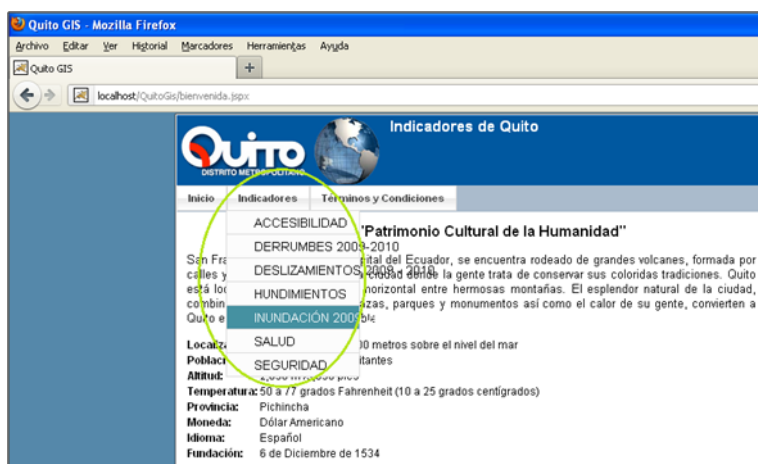 Quito GIS - Mozilla Firefox
Archivo Editar Ver Historial Marcadores Herramientas Ayuda
Quito GIS +
localhost/QuitoGis/bienvenida.jspx
Quito
DISTRITO METROPOLITANO
Indicadores de Quito
Inicio Indicadores Términos y Condiciones
ACCESIBILIDAD
DERRUMBES 2009-2010
DESLIZAMIENTOS 2009 - 2010
HUNDIMIENTOS
INUNDACIÓN 2009
SALUD
SEGURIDAD
"Patrimonio Cultural de la Humanidad"
San Fra ital del Ecuador, se encuentra rodeado de grandes volcanes, formada por
calles y ciudad donde la gente trata de conservar sus coloridas tradiciones. Quito
está loc horizontal entre hermosas montañas. El esplendor natural de la ciudad,
combin azas, parques y monumentos así como el calor de su gente, convierten a
Quito e
Localiza 00 metros sobre el nivel del mar
Poblaci itantes
Altitud:
Temperatura: 50 a 77 grados Fahrenheit (10 a 25 grados centígrados)
Provincia: Pichincha
Moneda: Dólar Americano
Idioma: Español
Fundación: 6 de Diciembre de 1534